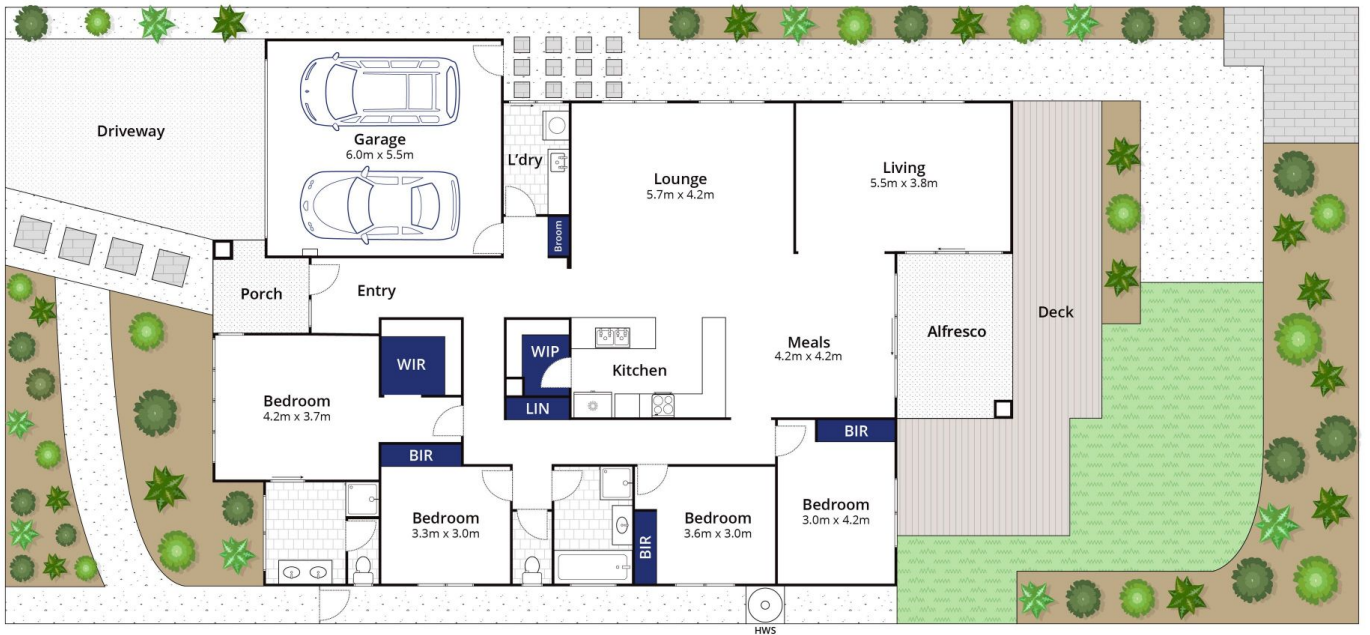 Driveway
Garage
6.0m x 5.5m
L'dry
Broom
Lounge
5.7m x 4.2m
Living
5.5m x 3.8m
Porch
Entry
WIR
WIP
LIN
Kitchen
Meals
4.2m x 4.2m
Alfresco
Deck
Bedroom
4.2m x 3.7m
BIR
BIR
Bedroom
3.3m x 3.0m
BIR
Bedroom
3.6m x 3.0m
Bedroom
3.0m x 4.2m
HWS